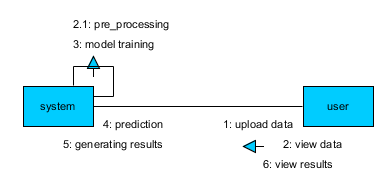 2.1: pre_processing
3: model training
system
user
4: prediction
1: upload data
5: generating results
2: view data
6: view results